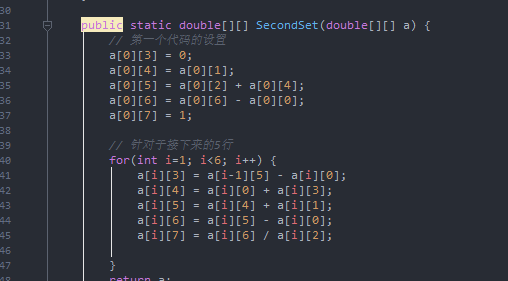 30
31 public static double[][] SecondSet(double[][] a) {
32 // 第一个代码的设置
33 a[0][3] = 0;
34 a[0][4] = a[0][1];
35 a[0][5] = a[0][2] + a[0][4];
36 a[0][6] = a[0][6] - a[0][0];
37 a[0][7] = 1;
38
39 // 针对于接下来的5行
40 for(int i=1; i<6; i++) {
41 a[i][3] = a[i-1][5] - a[i][0];
42 a[i][4] = a[i][0] + a[i][3];
43 a[i][5] = a[i][4] + a[i][1];
44 a[i][6] = a[i][5] - a[i][0];
45 a[i][7] = a[i][6] / a[i][2];
46
47 }
48 return a;